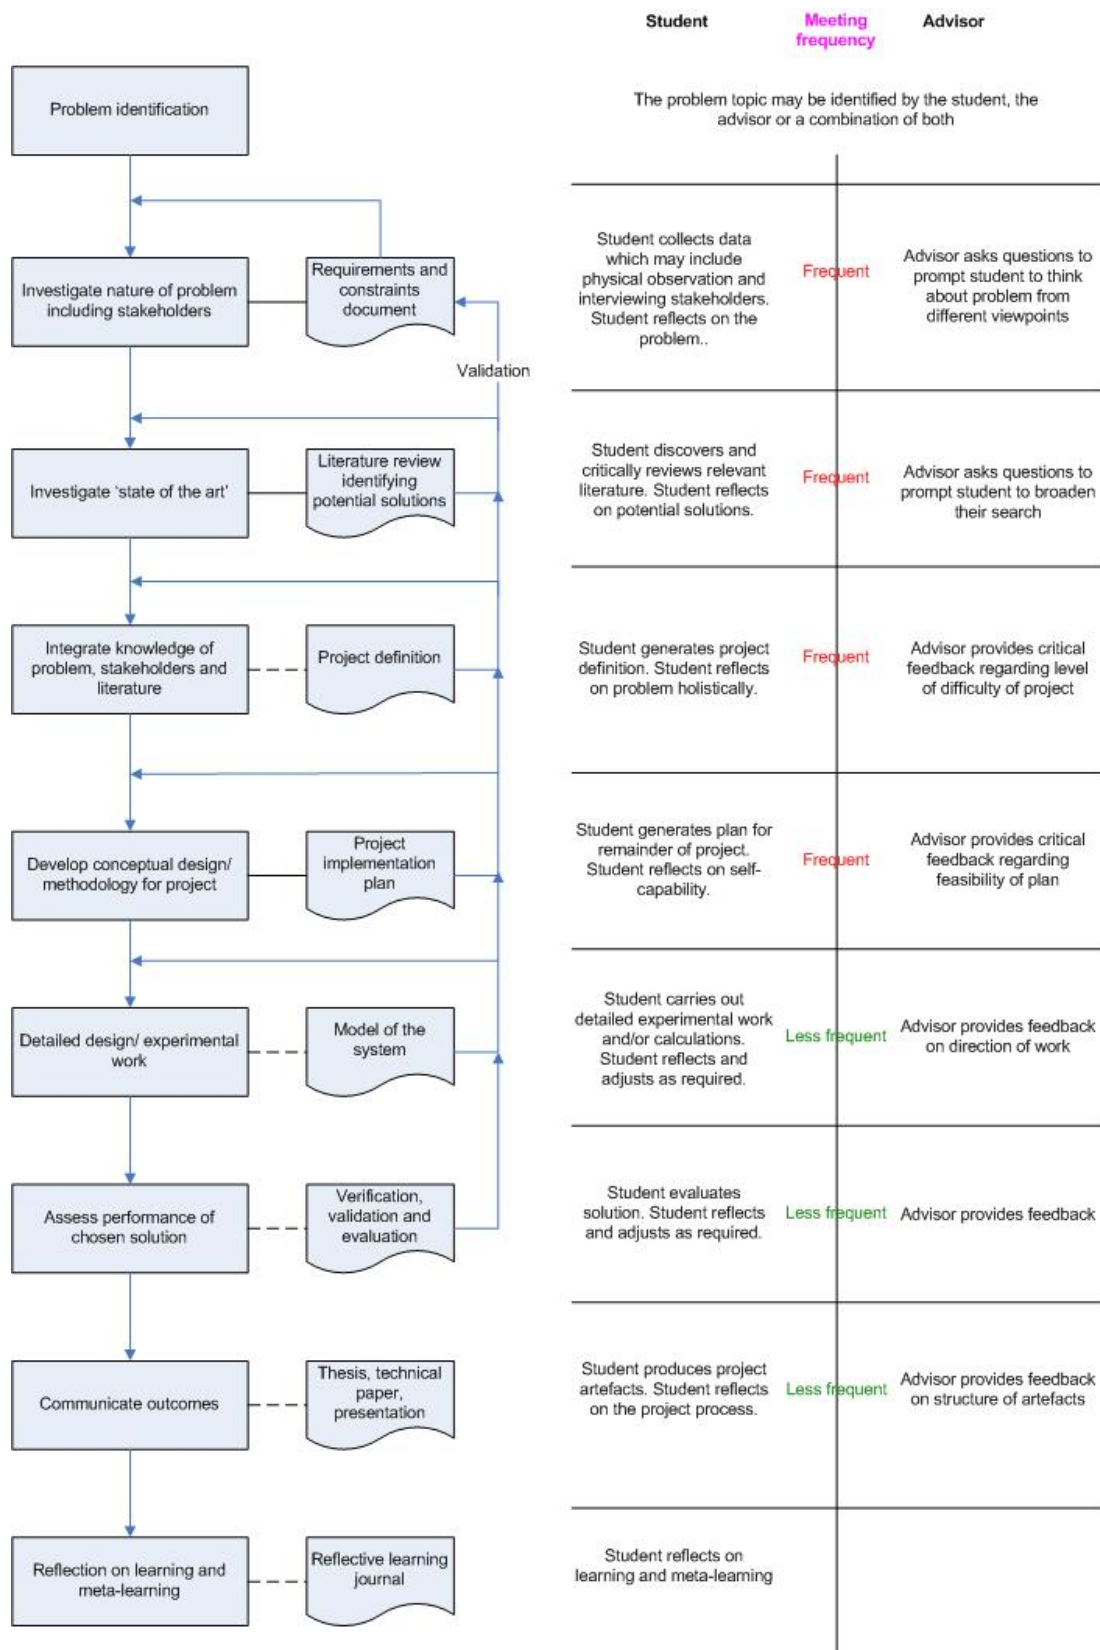 Student
Meeting
frequency
Advisor
Problem identification
The problem topic may be identified by the student, the
advisor or a combination of both
Investigate nature of problem
including stakeholders
Requirements and
constraints
document
Student collects data
which may include
physical observation and
interviewing stakeholders.
Student reflects on the
problem..
Frequent
Advisor asks questions to
prompt student to think
about problem from
different viewpoints
Validation
Investigate ‘state of the art’
Literature review
identifying
potential solutions
Student discovers and
critically reviews relevant
literature. Student reflects
on potential solutions.
Frequent
Advisor asks questions to
prompt student to broaden
their search
Integrate knowledge of
problem, stakeholders and
literature
Project definition
Student generates project
definition. Student reflects
on problem holistically.
Frequent
Advisor provides critical
feedback regarding level
of difficulty of project
Develop conceptual design/
methodology for project
Project
implementation
plan
Student generates plan for
remainder of project.
Student reflects on self-
capability.
Frequent
Advisor provides critical
feedback regarding
feasibility of plan
Detailed design/ experimental
work
Model of the
system
Student carries out
detailed experimental work
and/or calculations.
Student reflects and
adjusts as required.
Less frequent
Advisor provides feedback
on direction of work
Assess performance of
chosen solution
Verification,
validation and
evaluation
Student evaluates
solution. Student reflects
and adjusts as required.
Less frequent
Advisor provides feedback
Communicate outcomes
Thesis, technical
paper,
presentation
Student produces project
artefacts. Student reflects
on the project process.
Less frequent
Advisor provides feedback
on structure of artefacts
Reflection on learning and
meta-learning
Reflective learning
journal
Student reflects on
learning and meta-learning